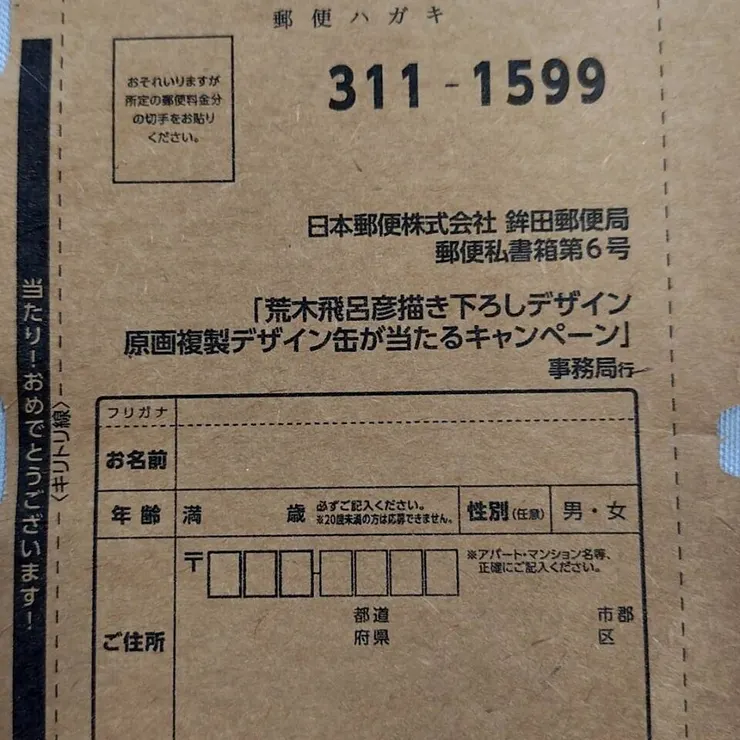 郵便ハガキ
おそれいりますが
所定の郵便料金分
の切手をお貼り
ください。
311-1599
日本郵便株式会社 鉾田郵便局
郵便私書箱第6号
「荒木飛呂彦描き下ろしデザイン
原画複製デザイン缶が当たるキャンペーン」
事務局行
当たり！おめでとうございます！
〈キリトリ線〉
フリガナ
お名前
年齢 満 歳 必ずご記入ください。
※20歳未満の方は応募できません。
性別(任意) 男・女
〒
※アパート・マンション名等、
正確にご記入ください。
ご住所
都道 市郡
府県 区